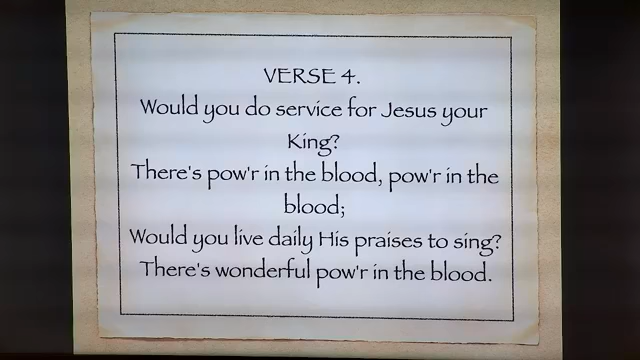 VERSE 4.
Would you do service for Jesus your
King?
There's pow'r in the blood, pow'r in the
blood;
Would you live daily His praises to sing?
There's wonderful pow'r in the blood.